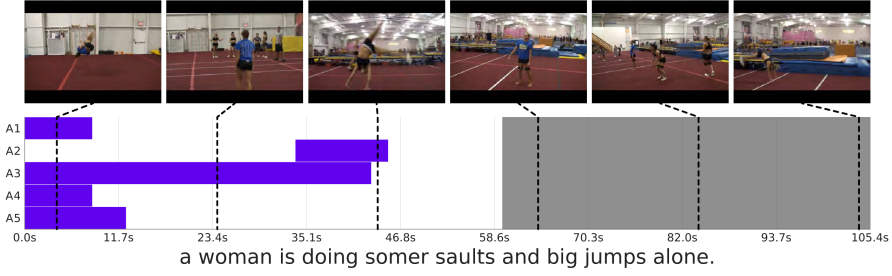 A1
A2
A3
A4
A5
0.0s 11.7s 23.4s 35.1s 46.8s 58.6s 70.3s 82.0s 93.7s 105.4s
a woman is doing somer saults and big jumps alone.